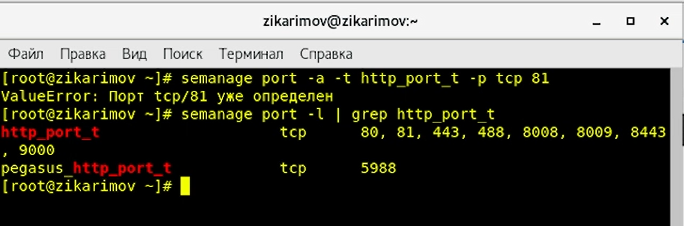 zikarimov@zikarimov:~
Файл Правка Вид Поиск Терминал Справка
[root@zikarimov ~]# semanage port -a -t http_port_t -p tcp 81
ValueError: Порт tcp/81 уже определен
[root@zikarimov ~]# semanage port -l | grep http_port_t
http_port_t tcp 80, 81, 443, 488, 8008, 8009, 8443
, 9000
pegasus_http_port_t tcp 5988
[root@zikarimov ~]#